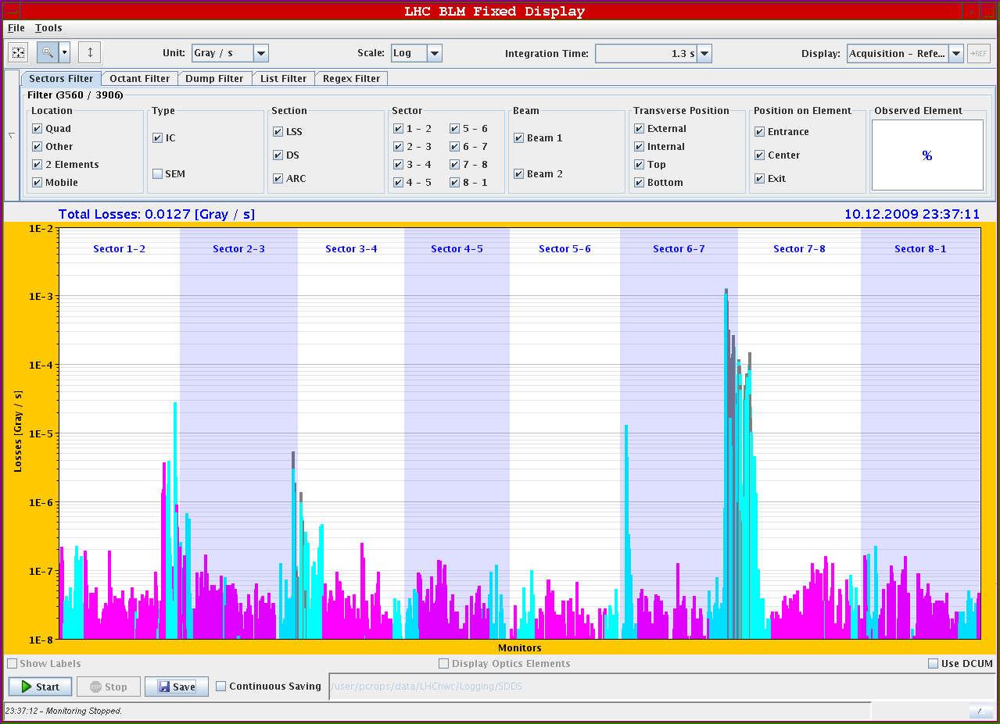 LHC BLM Fixed Display
File Tools
Unit: Gray / s Scale: Log Integration Time: 1.3 s Display: Acquisition - Refe... →REF
Sectors Filter Octant Filter Dump Filter List Filter Regex Filter
Filter (3560 / 3906)
Location Type Section Sector Beam Transverse Position Position on Element Observed Element
Quad IC LSS 1 - 2 5 - 6 Beam 1 External Entrance %
Other 2 - 3 6 - 7 Internal
2 Elements SEM DS 3 - 4 7 - 8 Beam 2 Top Center
Mobile ARC 4 - 5 8 - 1 Bottom Exit
Total Losses: 0.0127 [Gray / s] 10.12.2009 23:37:11
1E-2
Sector 1-2 Sector 2-3 Sector 3-4 Sector 4-5 Sector 5-6 Sector 6-7 Sector 7-8 Sector 8-1
1E-3
1E-4
1E-5
1E-6
1E-7
1E-8
Losses [Gray / s]
Monitors
Show Labels Display Optics Elements Use DCUM
Start STOP Stop Save Continuous Saving /user/pcrops/data/LHChwc/Logging/SDDS
23:37:12 - Monitoring Stopped.